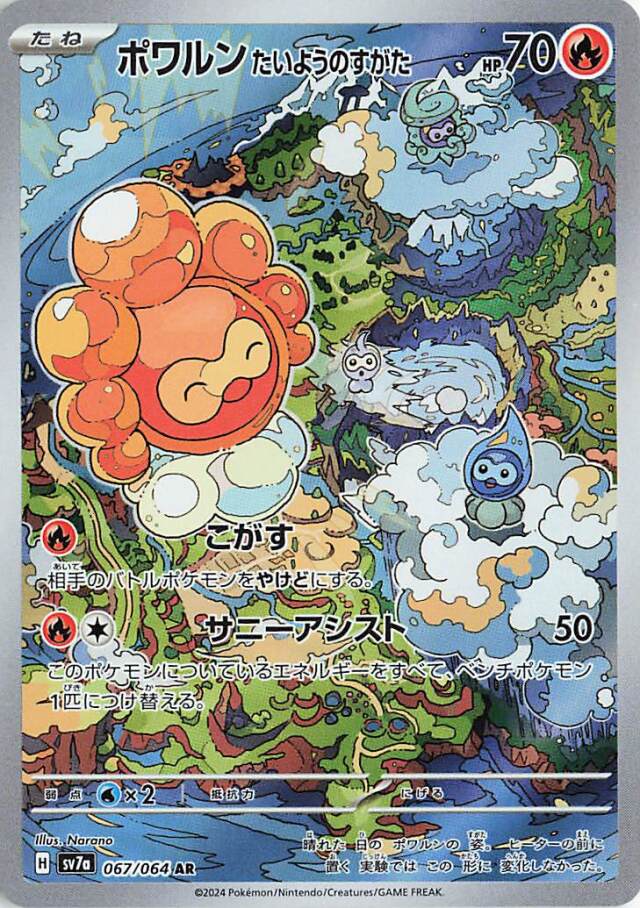 たね
ポワルン たいようのすがた HP 70
こがす
相手のバトルポケモンをやけどにする。
サニーアシスト 50
このポケモンについているエネルギーをすべて、ベンチポケモン
1匹につけ替える。
弱点 ×2 抵抗力 にげる
Illus. Narano
晴れた 日の ポワルンの 姿。 ヒーターの 前に
置く 実験では この 形に 変化しなかった。
H sv7a 067/064 AR
©2024 Pokémon/Nintendo/Creatures/GAME FREAK.